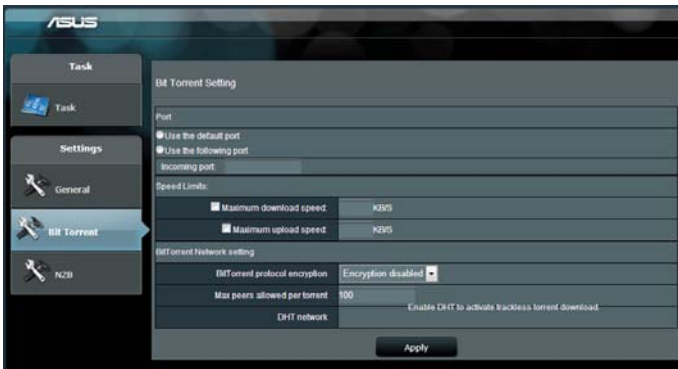 ASUS
Task
Task
Settings
General
Bit Torrent
NZB
Bit Torrent Setting
Port
Use the default port
Use the following port
Incoming port:
Speed Limits:
Maximum download speed: KB/S
Maximum upload speed: KB/S
BitTorrent Network setting
BitTorrent protocol encryption Encryption disabled
Max peers allowed per torrent 100
Enable DHT to activate trackless torrent download.
DHT network
Apply